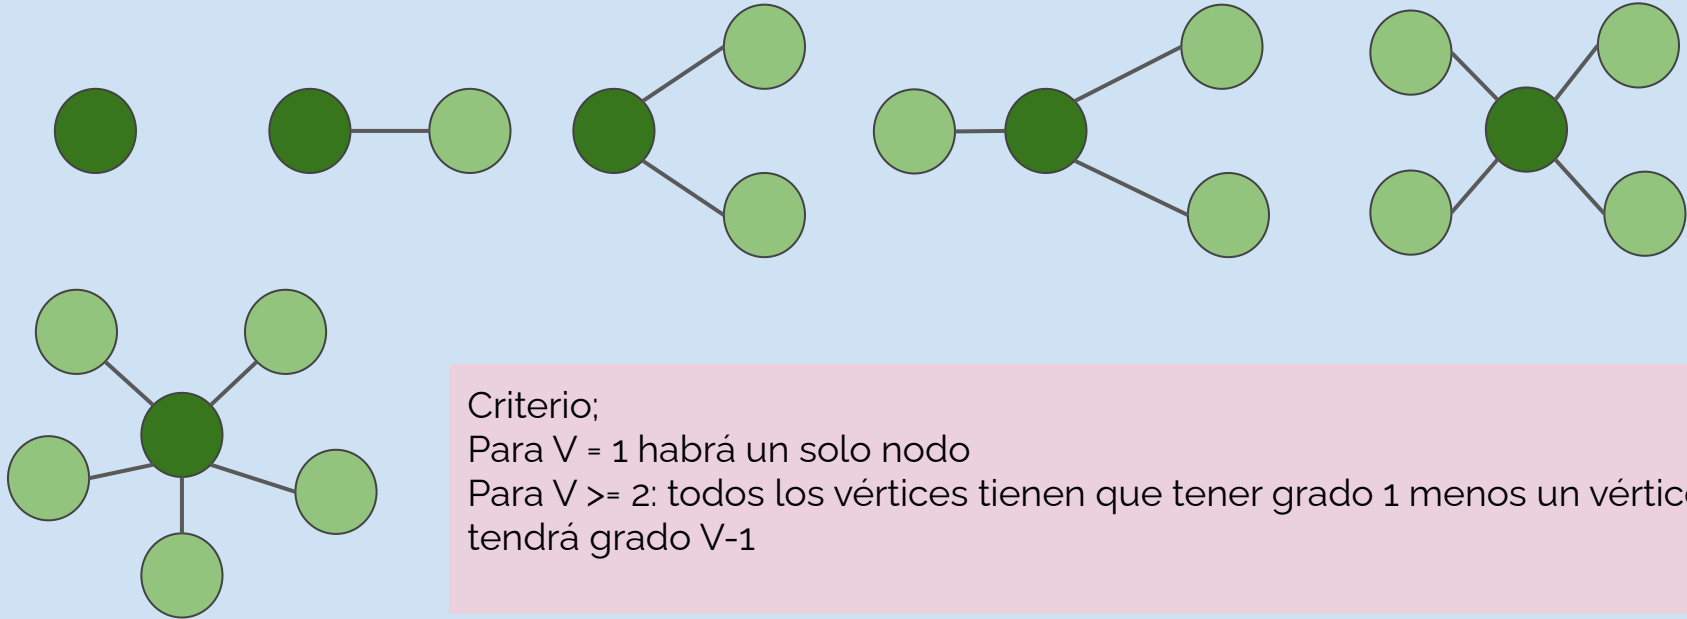 Criterio;
Para V = 1 habrá un solo nodo
Para V >= 2: todos los vértices tienen que tener grado 1 menos un
tendrá grado V-1